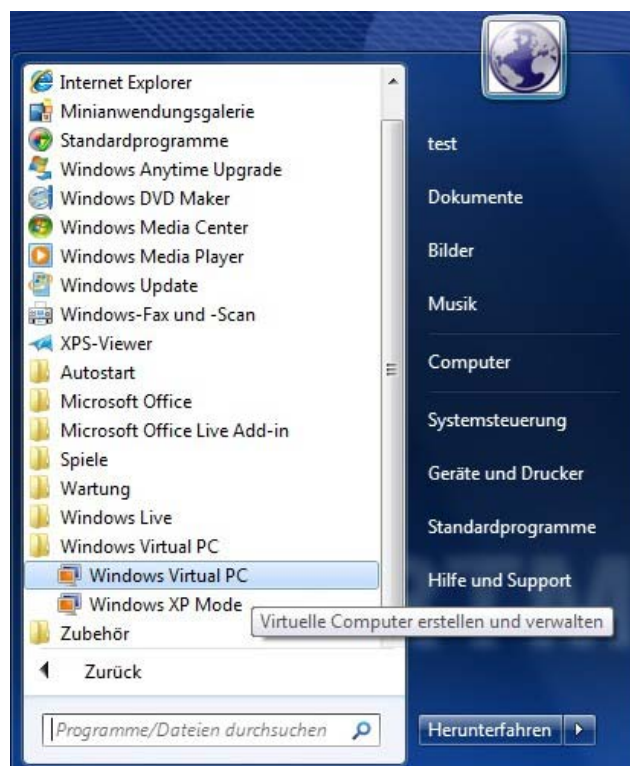 Internet Explorer
Minianwendungsgalerie
Standardprogramme
Windows Anytime Upgrade
Windows DVD Maker
Windows Media Center
Windows Media Player
Windows Update
Windows-Fax und -Scan
XPS-Viewer
Autostart
Microsoft Office
Microsoft Office Live Add-in
Spiele
Wartung
Windows Live
Windows Virtual PC
Windows Virtual PC
Windows XP Mode
Zubehör
Zurück
Programme/Dateien durchsuchen
test
Dokumente
Bilder
Musik
Computer
Systemsteuerung
Geräte und Drucker
Standardprogramme
Hilfe und Support
Virtuelle Computer erstellen und verwalten
Herunterfahren